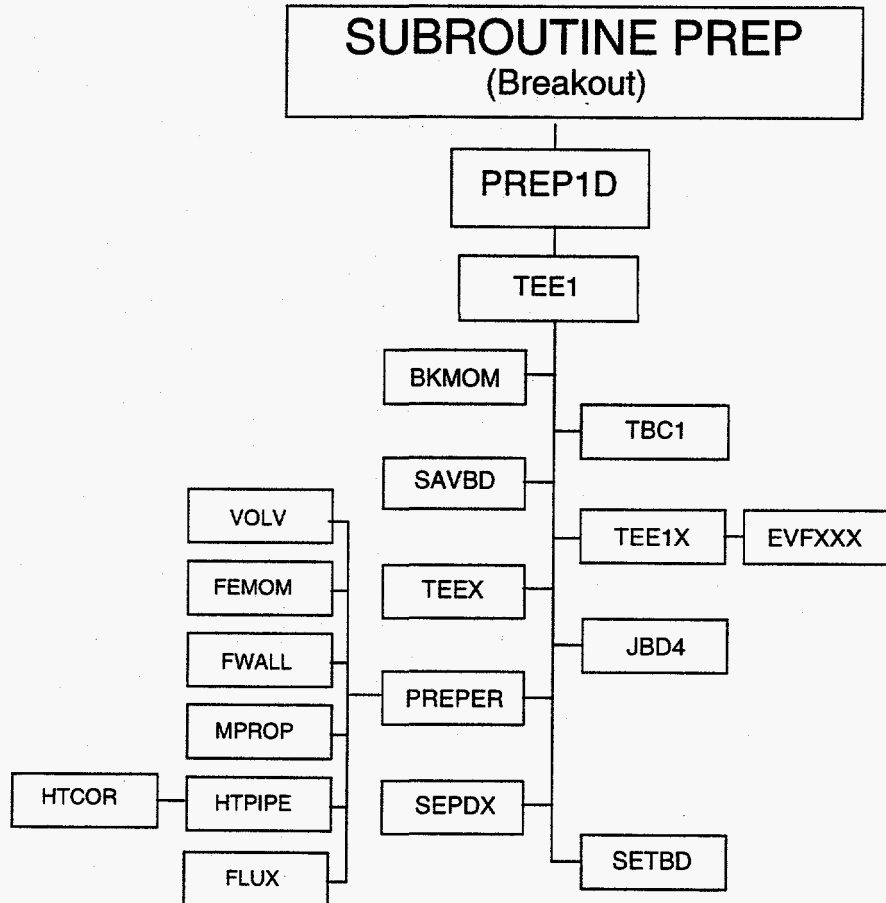 SUBROUTINE PREP
(Breakout)
PREP1D
TEE1
BKMOM
TBC1
SAVBD
VOLV
TEE1X
EVFXXX
FEMOM
TEEX
FWALL
JBD4
PREPER
MPROP
HTCOR
HTPIPE
SEPDX
SETBD
FLUX